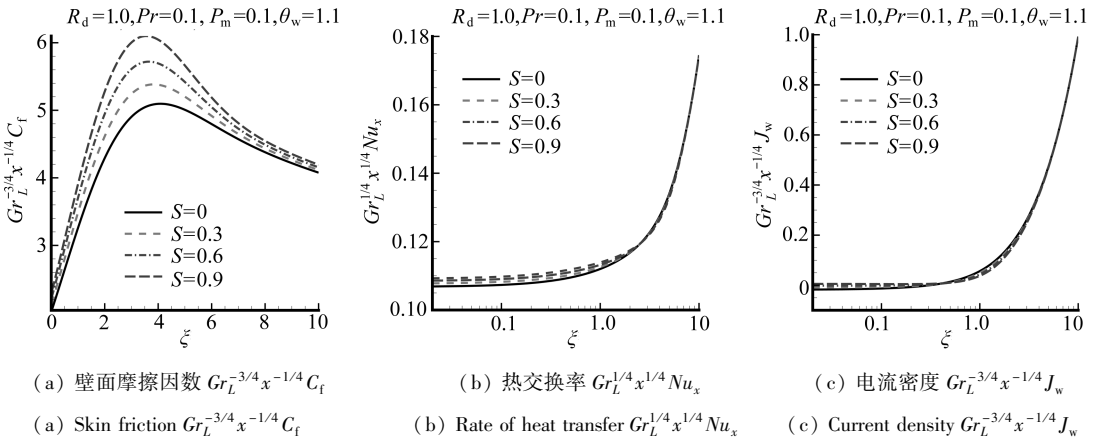 R_d=1.0,Pr=0.1, P_m=0.1,θ_w=1.1
Gr_L^{-3/4}x^{-1/4}C_f
6
5
4
3
S=0
S=0.3
S=0.6
S=0.9
0 2 4 6 8 10
ξ
R_d=1.0,Pr=0.1, P_m=0.1,θ_w=1.1
Gr_L^{1/4}x^{1/4}Nu_x
0.18
0.16
0.14
0.12
0.10
S=0
S=0.3
S=0.6
S=0.9
0.1 1.0 10
ξ
R_d=1.0,Pr=0.1, P_m=0.1,θ_w=1.1
Gr_L^{-3/4}x^{-1/4}J_w
1.0
0.8
0.6
0.4
0.2
0
S=0
S=0.3
S=0.6
S=0.9
0.1 1.0 10
ξ
(a) 壁面摩擦因数 Gr_L^{-3/4}x^{-1/4}C_f
(a) Skin friction Gr_L^{-3/4}x^{-1/4}C_f
(b) 热交换率 Gr_L^{1/4}x^{1/4}Nu_x
(b) Rate of heat transfer Gr_L^{1/4}x^{1/4}Nu_x
(c) 电流密度 Gr_L^{-3/4}x^{-1/4}J_w
(c) Current density Gr_L^{-3/4}x^{-1/4}J_w